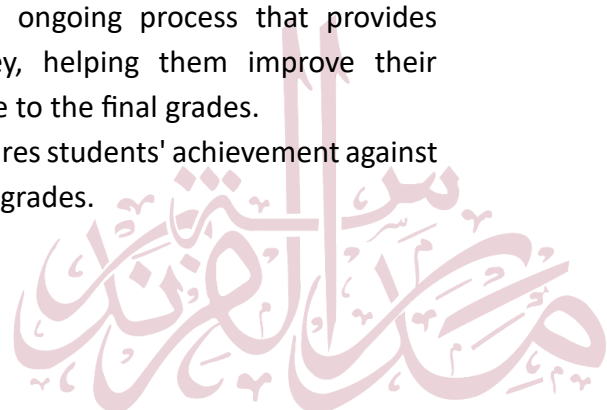 ongoing process that provides
ey, helping them improve their
e to the final grades.
res students' achievement against
grades.